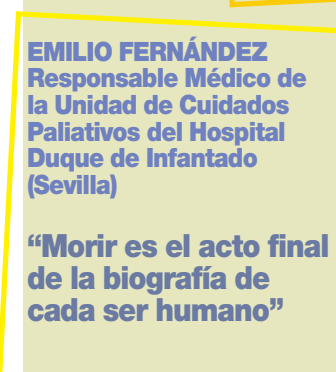 EMILIO FERNÁNDEZ
Responsable Médico de
la Unidad de Cuidados
Paliativos del Hospital
Duque de Infantado
(Sevilla)
“Morir es el acto final
de la biografía de
cada ser humano”